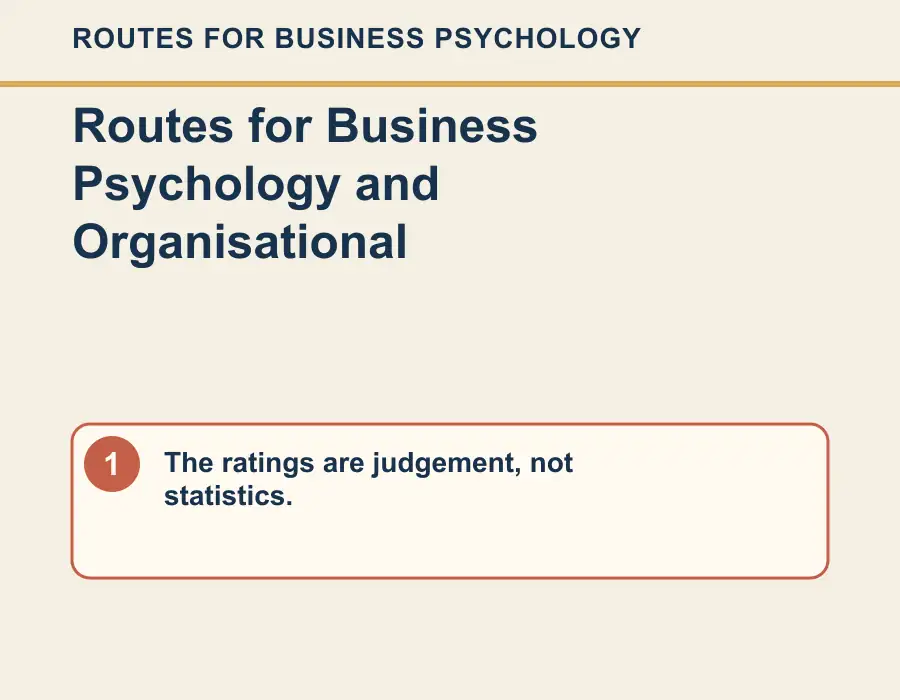 ROUTES FOR BUSINESS PSYCHOLOGY
Routes for Business
Psychology and
Organisational
1
The ratings are judgement, not
statistics.